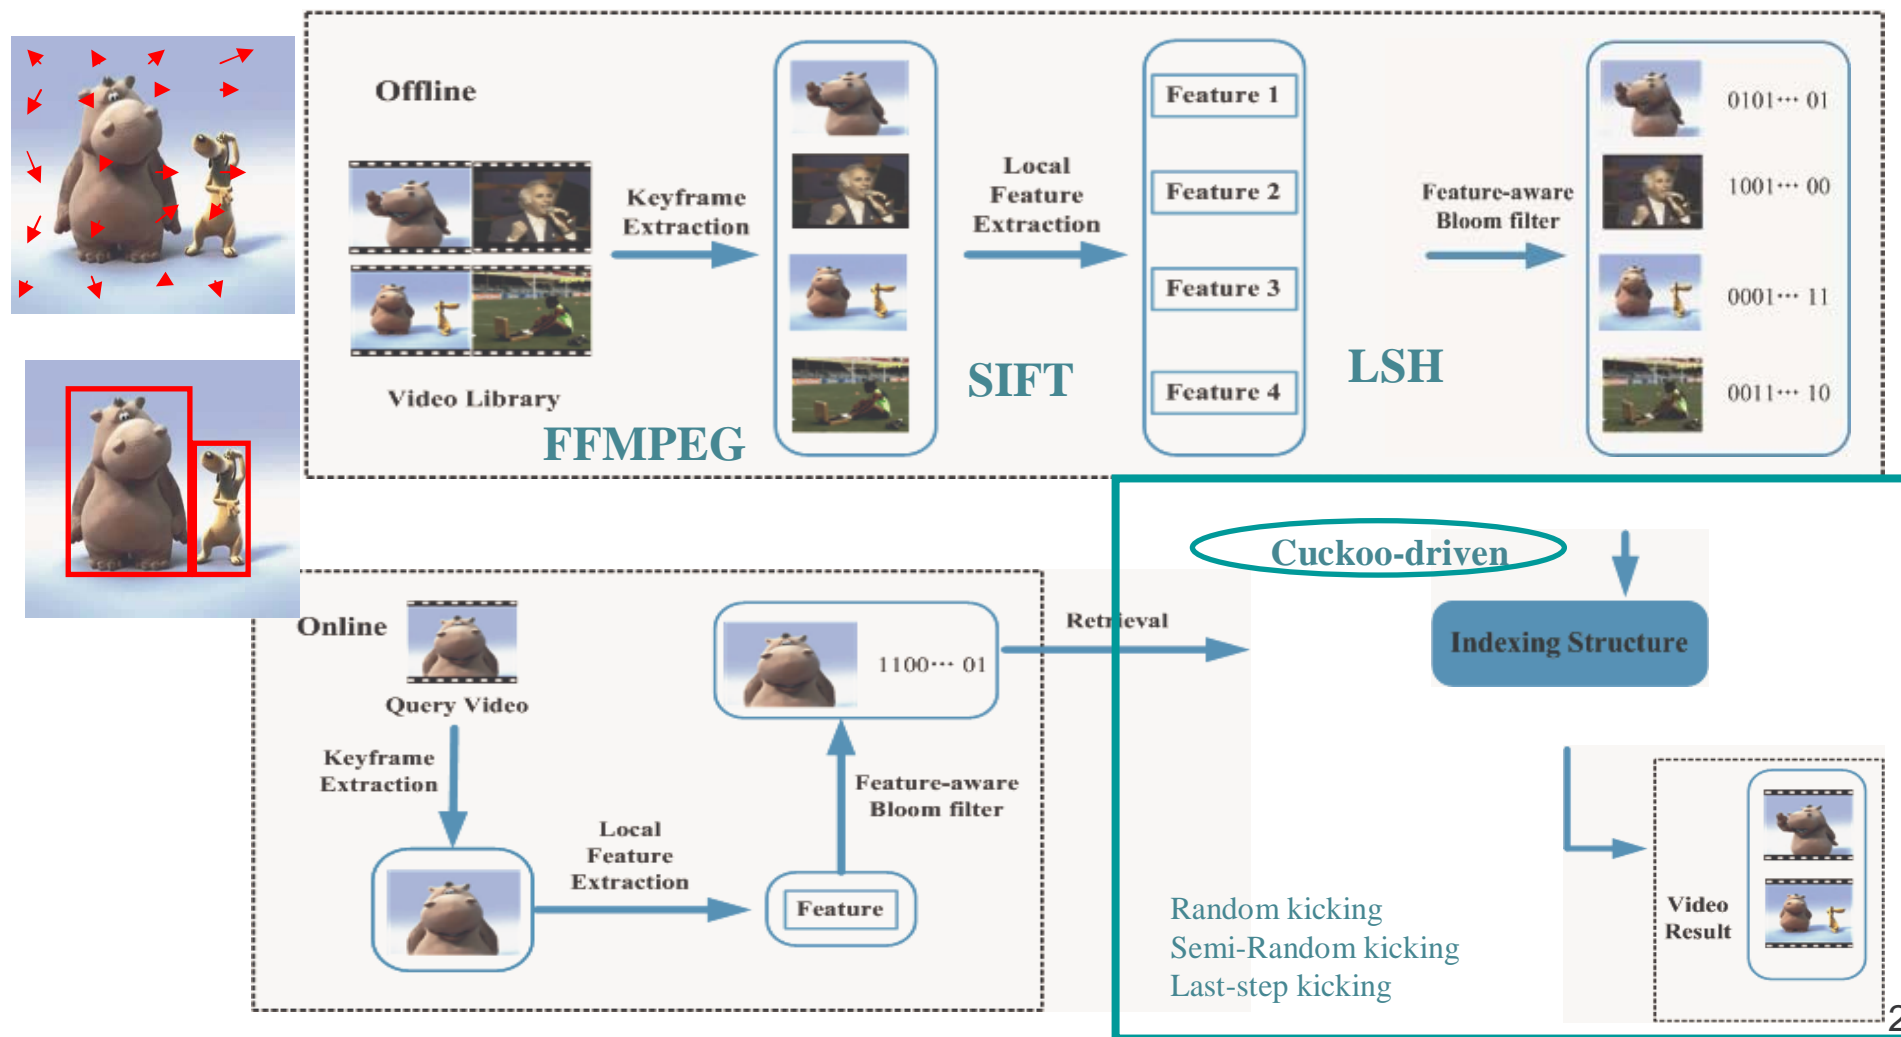 Offline
Video Library
Keyframe
Extraction
FFMPEG
Local
Feature
Extraction
SIFT
Feature 1
Feature 2
Feature 3
Feature 4
LSH
Feature-aware
Bloom filter
0101··· 01
1001··· 00
0001··· 11
0011··· 10
Online
Query Video
Keyframe
Extraction
Local
Feature
Extraction
Feature
Feature-aware
Bloom filter
1100··· 01
Retrieval
Cuckoo-driven
Indexing Structure
Random kicking
Semi-Random kicking
Last-step kicking
Video
Result
2